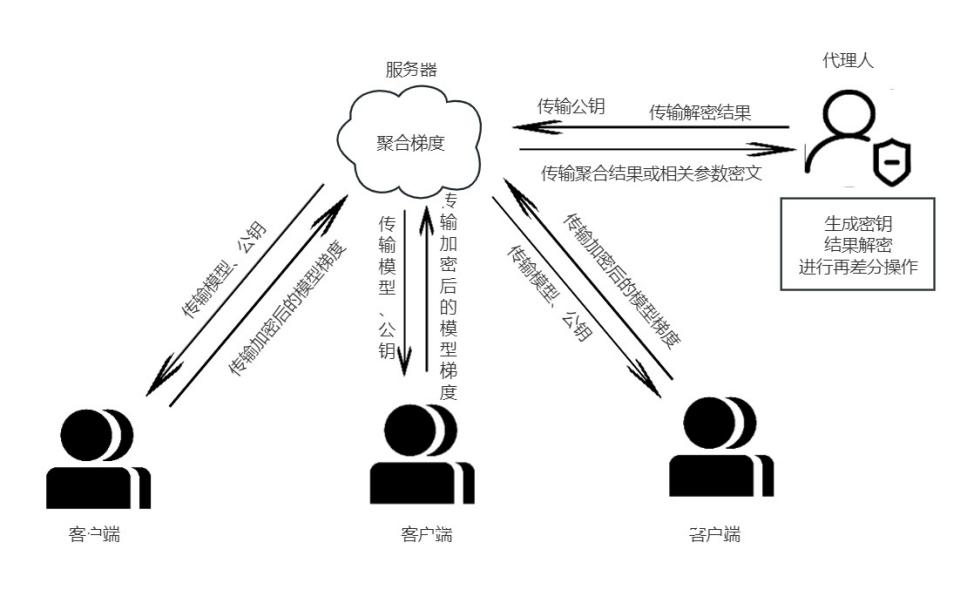 代理人
服务器
传输公钥
传输解密结果
聚合梯度
传输聚合结果或相关参数密文
生成密钥
结果解密
进行再差分操作
传输模型、公钥
传输加密后的模型梯度
传输模型、公钥
传输加密后的模型梯度
传输模型、公钥
传输加密后的模型梯度
客户端
客户端
客户端